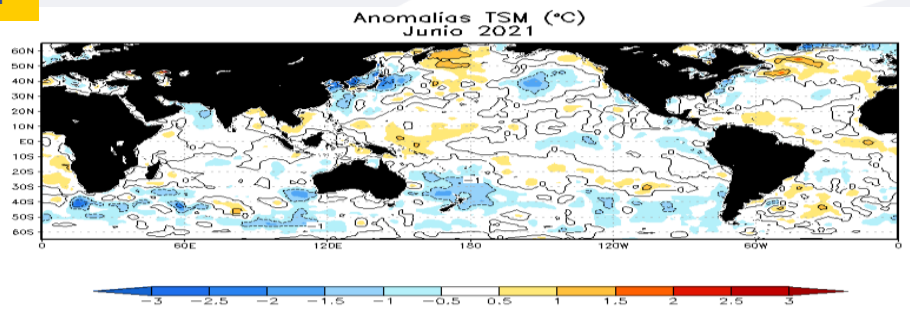 Anomalías TSM (°C)
Junio 2021
60N
50N
40N
30N
20N
10N
EQ
10S
20S
30S
40S
50S
60S
0 60E 120E 180 120W 60W 0
−3 −2.5 −2 −1.5 −1 −0.5 0.5 1 1.5 2 2.5 3